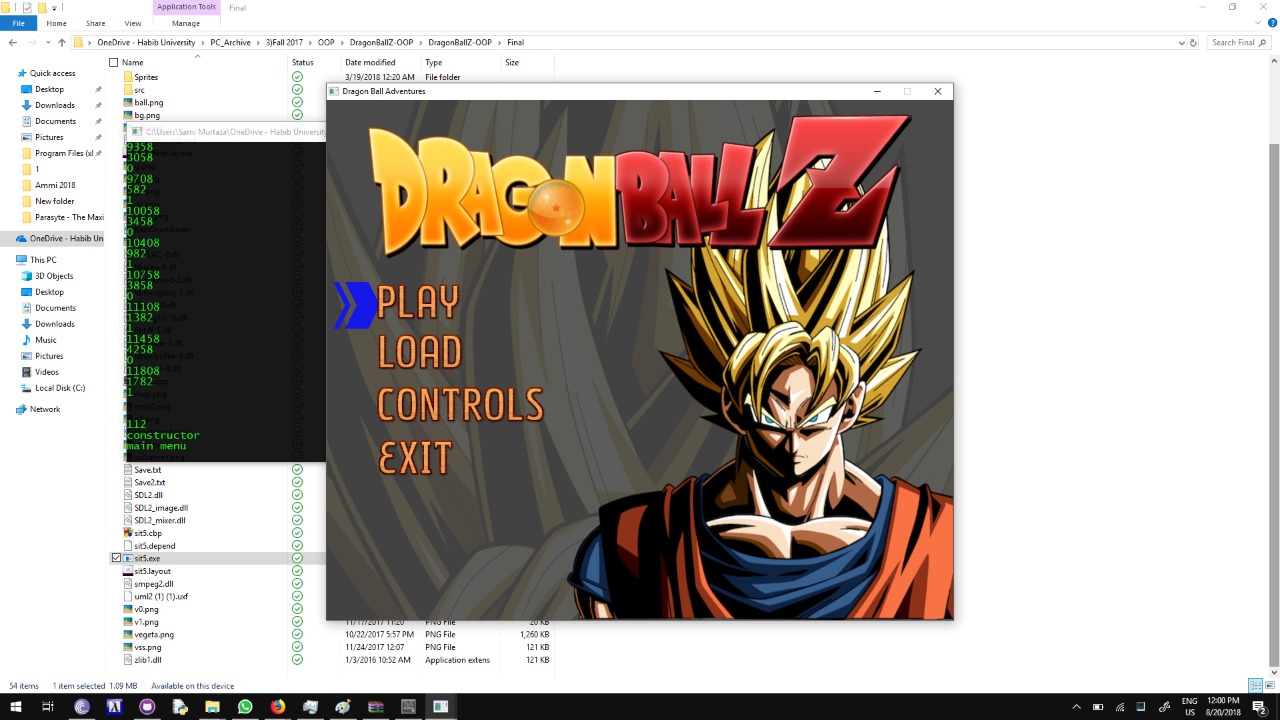 Application Tools
Final
File
Home
Share
View
Manage
OneDrive - Habib University
PC_Archive
3)Fall 2017
OOP
DragonBallZ-OOP
DragonBallZ-OOP
Final
Search Final
Name
Status
Date modified
Type
Size
Quick access
Desktop
Downloads
Documents
Pictures
Program Files (x8
1
Ammi 2018
New folder
Parasyte - The Maxi
OneDrive - Habib Un
This PC
3D Objects
Desktop
Documents
Downloads
Music
Pictures
Videos
Local Disk (C:)
Network
Sprites
3/19/2018 12:20 AM
File folder
src
ball.png
bg.png
C:\Users\Sami Murtaza\OneDrive - Habib University
9358
3058
0
9708
582
1
10058
3458
0
10408
982
1
10758
3858
0
11108
1382
1
11458
4258
0
11808
1782
1
112
constructor
main menu
Save.txt
Save2.txt
SDL2.dll
SDL2_image.dll
SDL2_mixer.dll
sit5.cbp
sit5.depend
sit5.exe
sit5.layout
smpeg2.dll
uml2 (1) (1).uxf
v0.png
v1.png
11/17/2017 11:20
PNG File
20 KB
vegeta.png
10/22/2017 5:57 PM
PNG File
1,260 KB
vss.png
11/24/2017 12:07
PNG File
121 KB
zlib1.dll
1/3/2016 10:52 AM
Application extens
121 KB
Dragon Ball Adventures
DRAGON BALL Z
PLAY
LOAD
CONTROLS
EXIT
54 items
1 item selected 1.09 MB
Available on this device
ENG
US
12:00 PM
8/20/2018
2